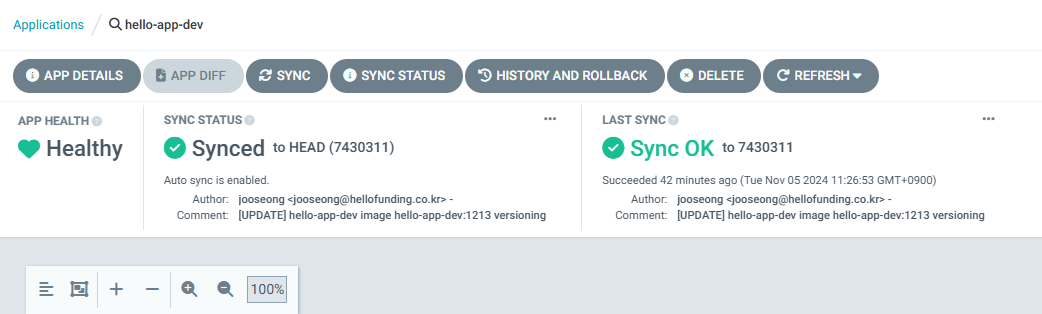 Applications / hello-app-dev
APP DETAILS APP DIFF SYNC SYNC STATUS HISTORY AND ROLLBACK DELETE REFRESH
APP HEALTH
Healthy
SYNC STATUS
Synced to HEAD (7430311)
Auto sync is enabled.
Author: jooseong <jooseong@hellofunding.co.kr> -
Comment: [UPDATE] hello-app-dev image hello-app-dev:1213 versioning
LAST SYNC
Sync OK to 7430311
Succeeded 42 minutes ago (Tue Nov 05 2024 11:26:53 GMT+0900)
Author: jooseong <jooseong@hellofunding.co.kr> -
Comment: [UPDATE] hello-app-dev image hello-app-dev:1213 versioning
100%